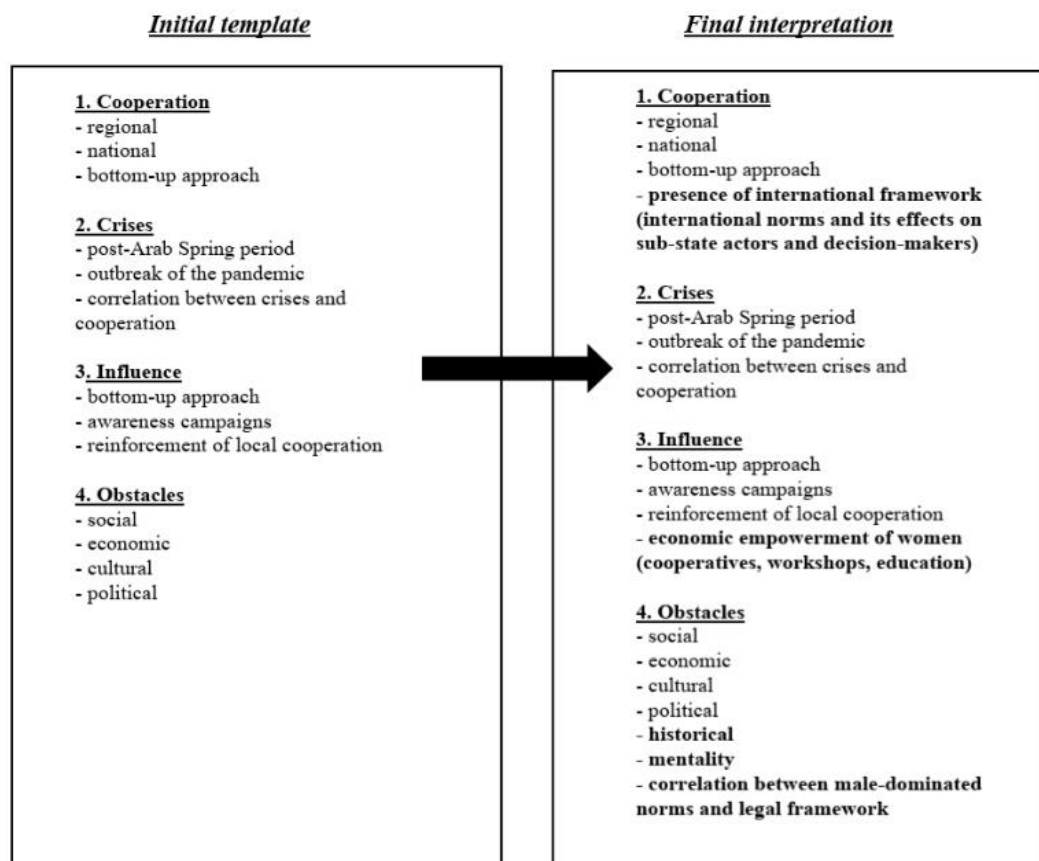 Initial template
1. Cooperation
- regional
- national
- bottom-up approach
2. Crises
- post-Arab Spring period
- outbreak of the pandemic
- correlation between crises and
cooperation
3. Influence
- bottom-up approach
- awareness campaigns
- reinforcement of local cooperation
4. Obstacles
- social
- economic
- cultural
- political
Final interpretation
1. Cooperation
- regional
- national
- bottom-up approach
- presence of international framework
(international norms and its effects on
sub-state actors and decision-makers)
2. Crises
- post-Arab Spring period
- outbreak of the pandemic
- correlation between crises and
cooperation
3. Influence
- bottom-up approach
- awareness campaigns
- reinforcement of local cooperation
- economic empowerment of women
(cooperatives, workshops, education)
4. Obstacles
- social
- economic
- cultural
- political
- historical
- mentality
- correlation between male-dominated
norms and legal framework